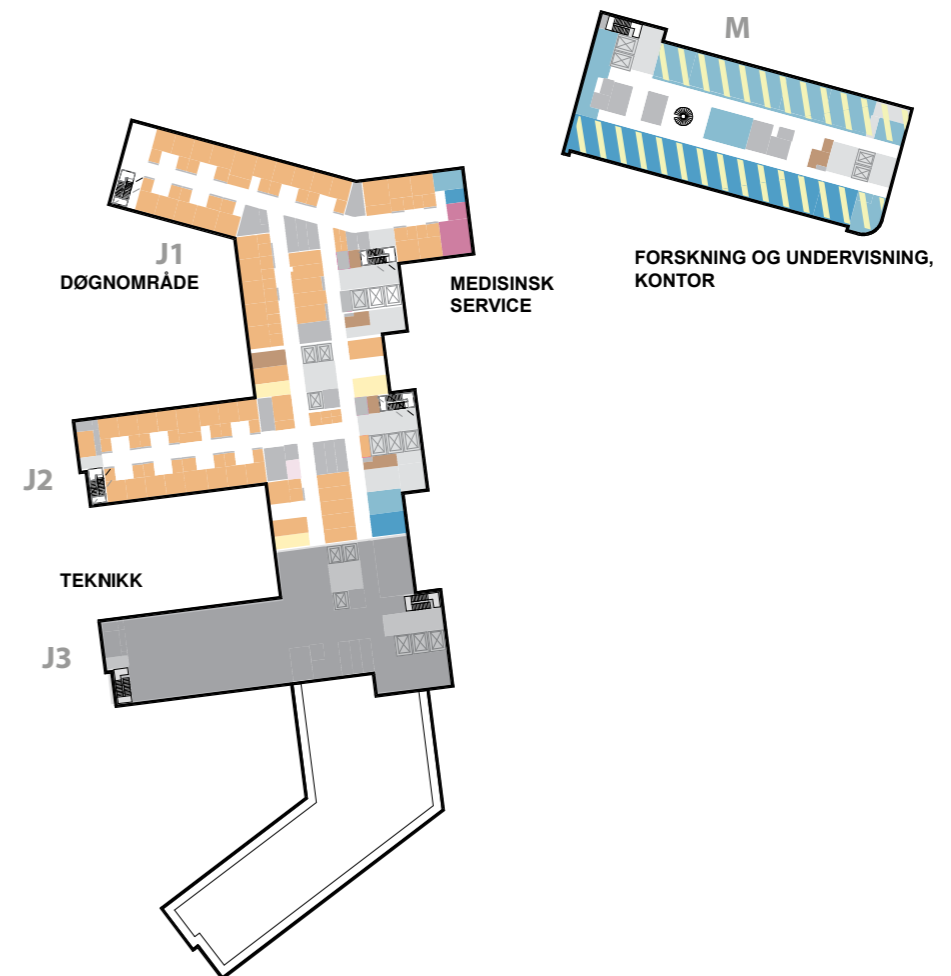 M
J1
DØGNOMRÅDE
MEDISINSK
SERVICE
FORSKNING OG UNDERVISNING,
KONTOR
J2
TEKNIKK
J3